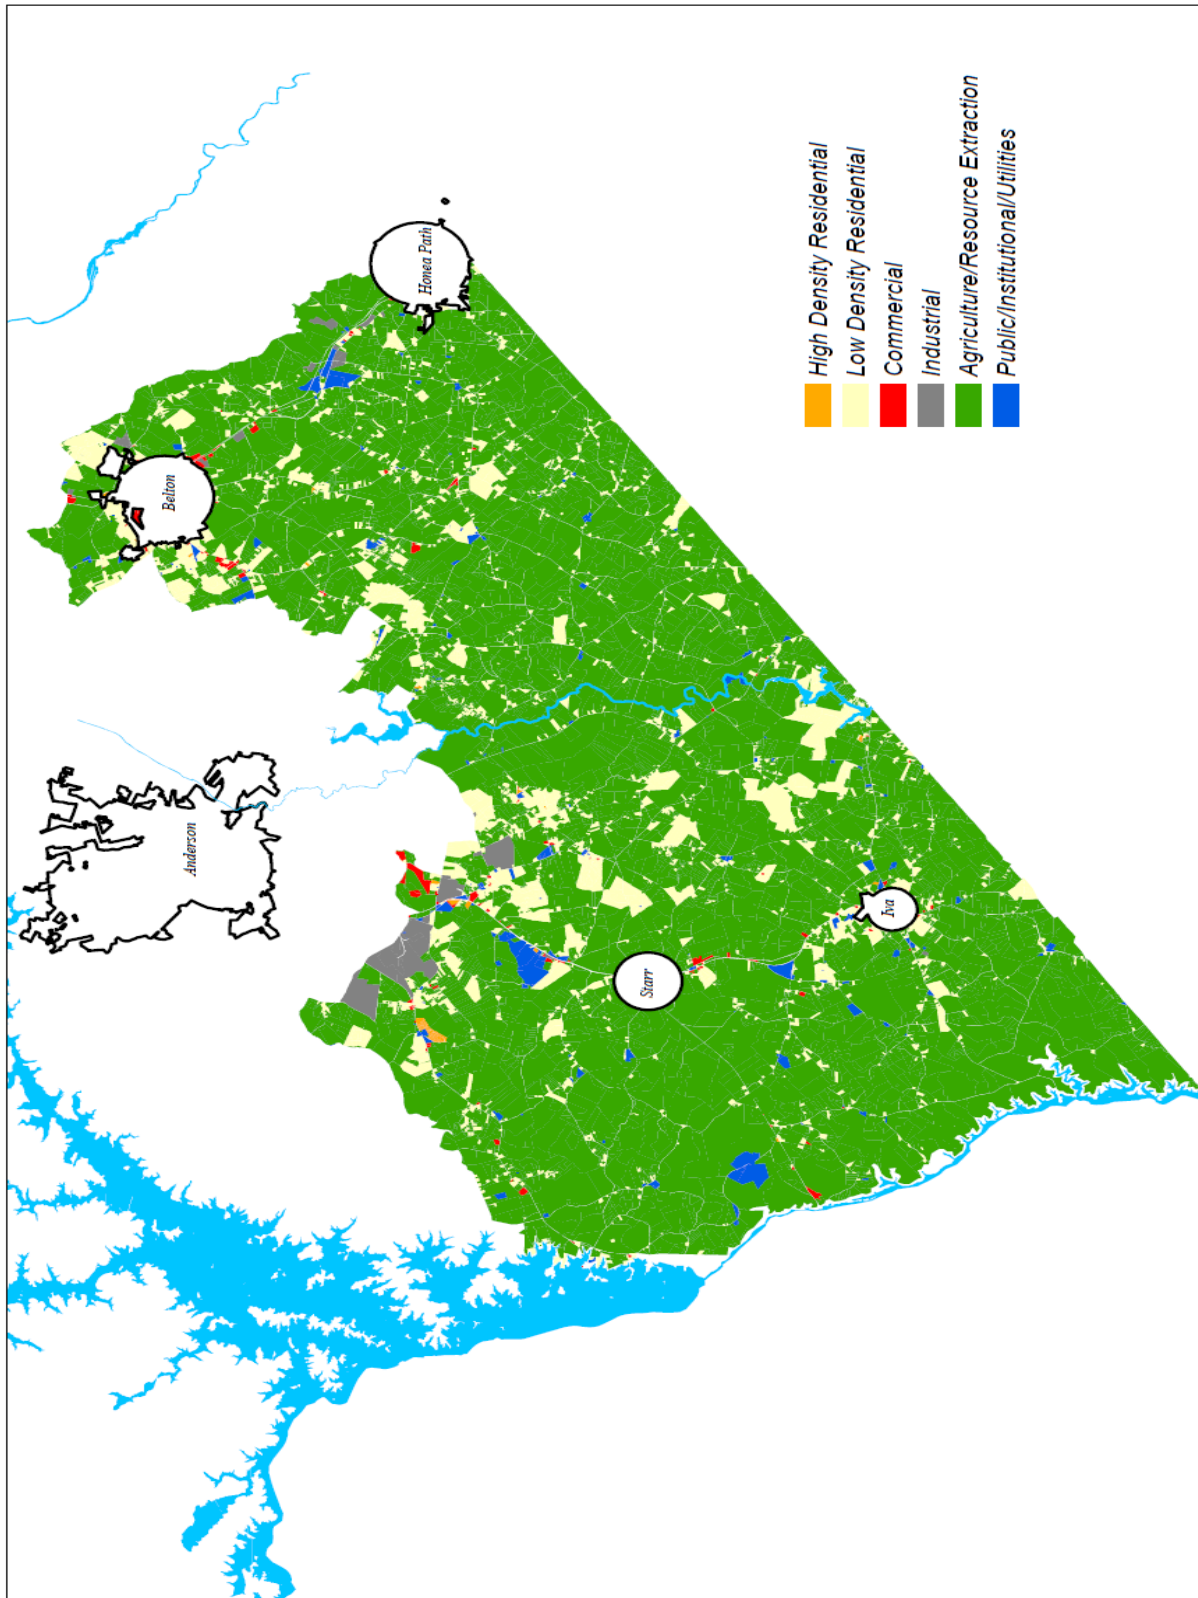 Honea Path
Belton
Anderson
Iva
Starr
High Density Residential
Low Density Residential
Commercial
Industrial
Agriculture/Resource Extraction
Public/Institutional/Utilities